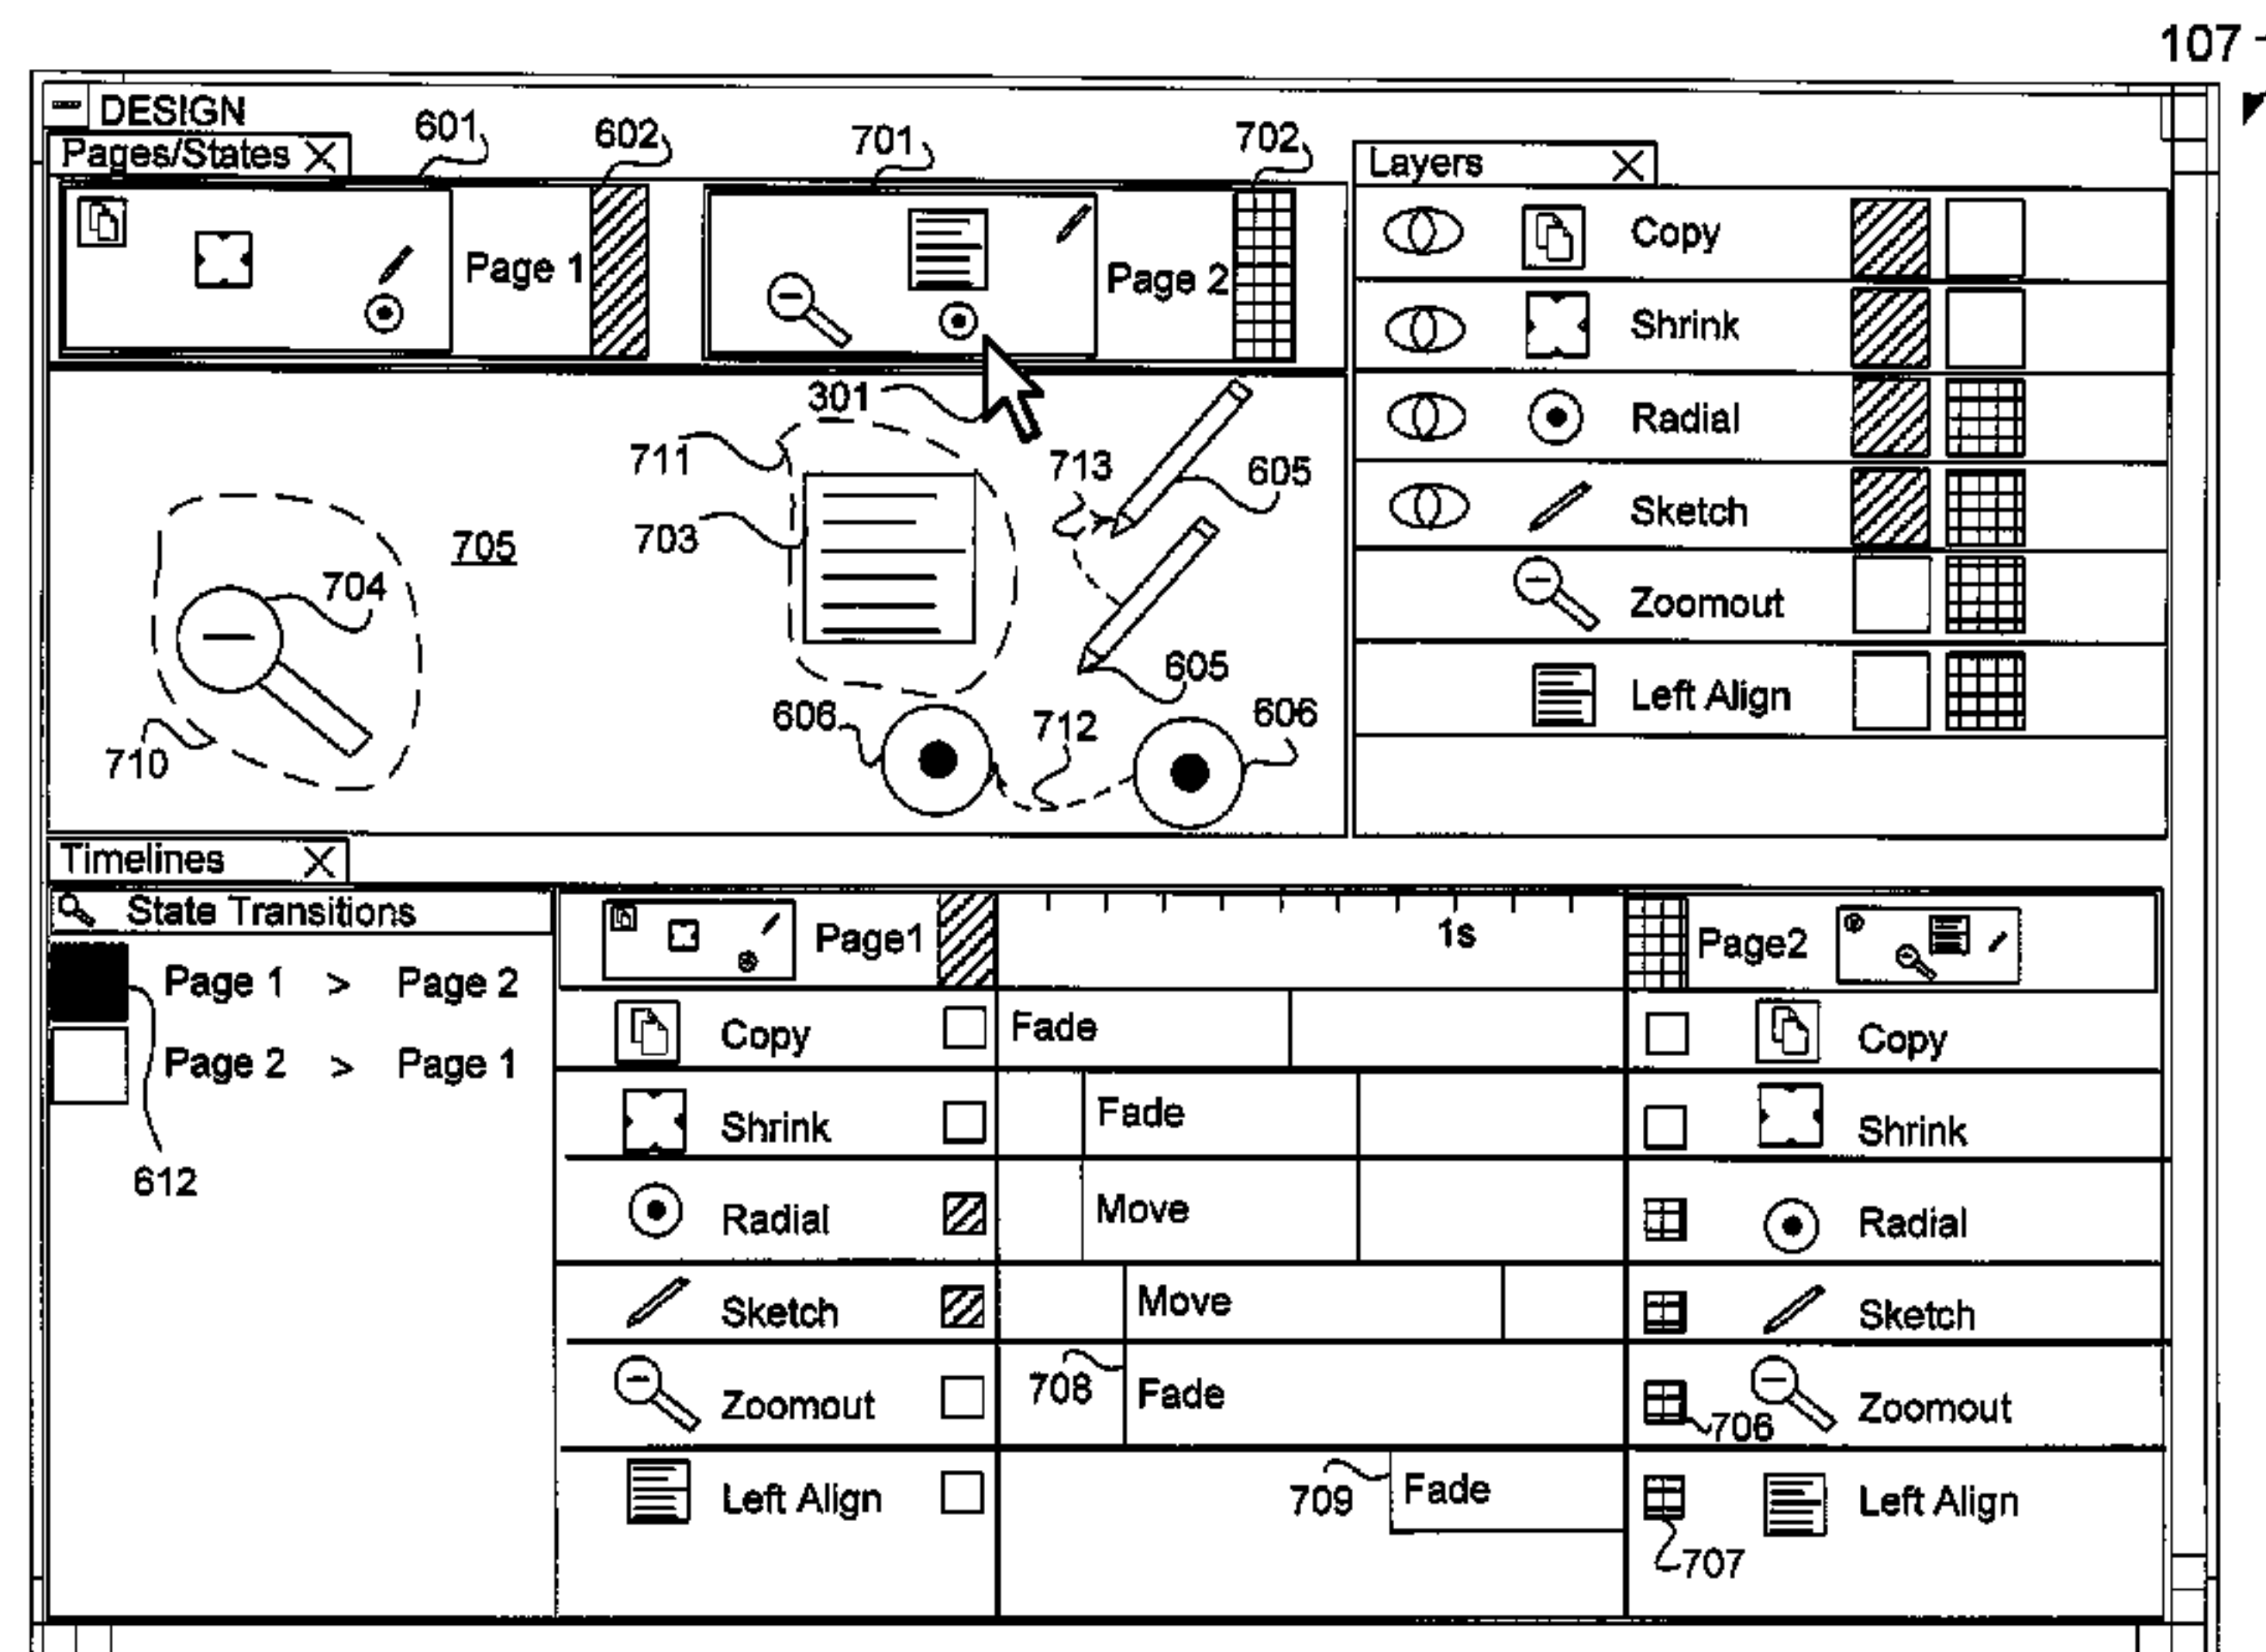 107
DESIGN
601
602
701
702
Pages/States
Layers
Page 1
Page 2
Copy
Shrink
Radial
Sketch
Zoomout
Left Align
301
711
713
605
703
705
704
605
606
712
606
710
Timelines
State Transitions
Page1
1s
Page2
Page 1 > Page 2
Page 2 > Page 1
612
Copy Fade Copy
Shrink Fade Shrink
Radial Move Radial
Sketch Move Sketch
Zoomout 708 Fade 706 Zoomout
Left Align 709 Fade Left Align
707